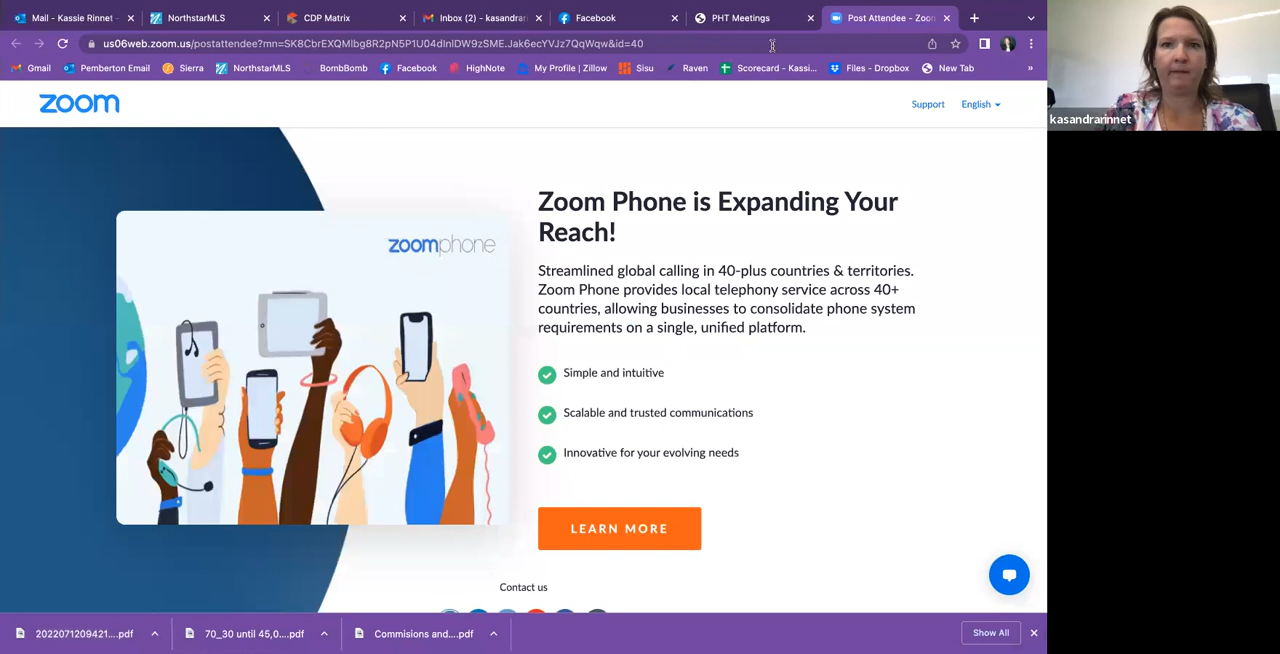 Mail - Kassie Rinnet - NorthstarMLS CDP Matrix Inbox (2) - kasandrari Facebook PHT Meetings Post Attendee - Zoom
us06web.zoom.us/postattendee?mn=SK8CbrEXQMlbg8R2pN5P1U04dlnlDW9zSME.Jak6ecYVJz7QqWqw&id=40
Gmail Pemberton Email Sierra NorthstarMLS BombBomb Facebook HighNote My Profile | Zillow Sisu Raven Scorecard - Kassi... Files - Dropbox New Tab »
kasandrarinnet
zoom
Support English
zoomphone
Zoom Phone is Expanding Your
Reach!
Streamlined global calling in 40-plus countries & territories.
Zoom Phone provides local telephony service across 40+
countries, allowing businesses to consolidate phone system
requirements on a single, unified platform.
Simple and intuitive
Scalable and trusted communications
Innovative for your evolving needs
LEARN MORE
Contact us
2022071209421....pdf 70_30 until 45,0....pdf Commisions and....pdf Show All